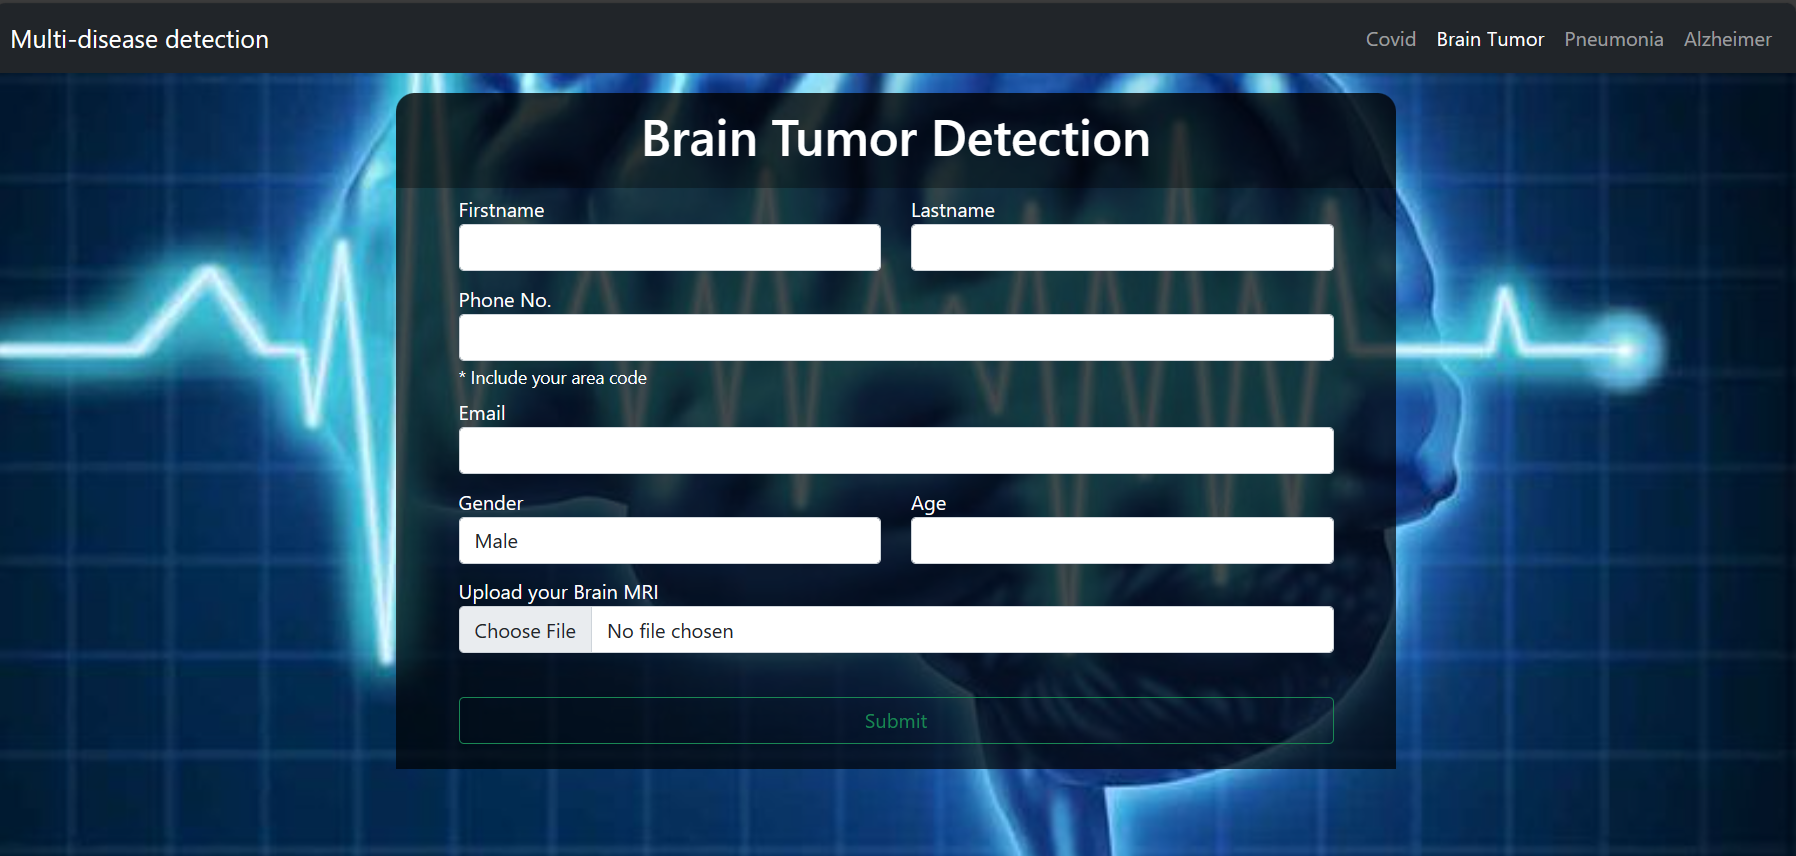 Multi-disease detection
Covid Brain Tumor Pneumonia Alzheimer
Brain Tumor Detection
Firstname Lastname
Phone No.
* Include your area code
Email
Gender Age
Male
Upload your Brain MRI
Choose File No file chosen
Submit